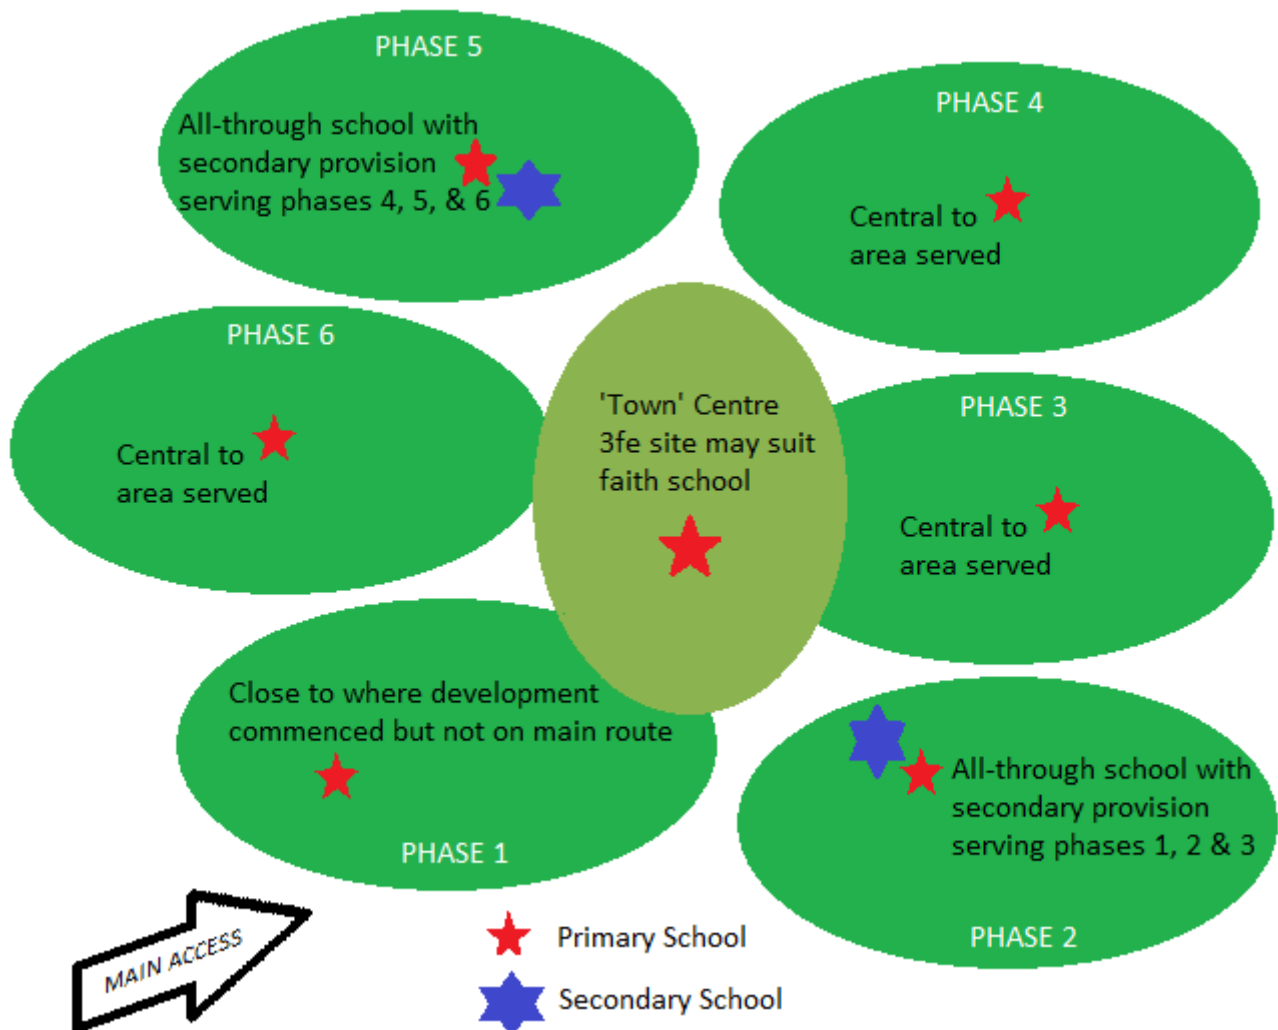 PHASE 5
All-through school with
secondary provision
serving phases 4, 5, & 6
PHASE 4
Central to
area served
PHASE 6
Central to
area served
'Town' Centre
3fe site may suit
faith school
PHASE 3
Central to
area served
Close to where development
commenced but not on main route
PHASE 1
All-through school with
secondary provision
serving phases 1, 2 & 3
PHASE 2
MAIN ACCESS
Primary School
Secondary School